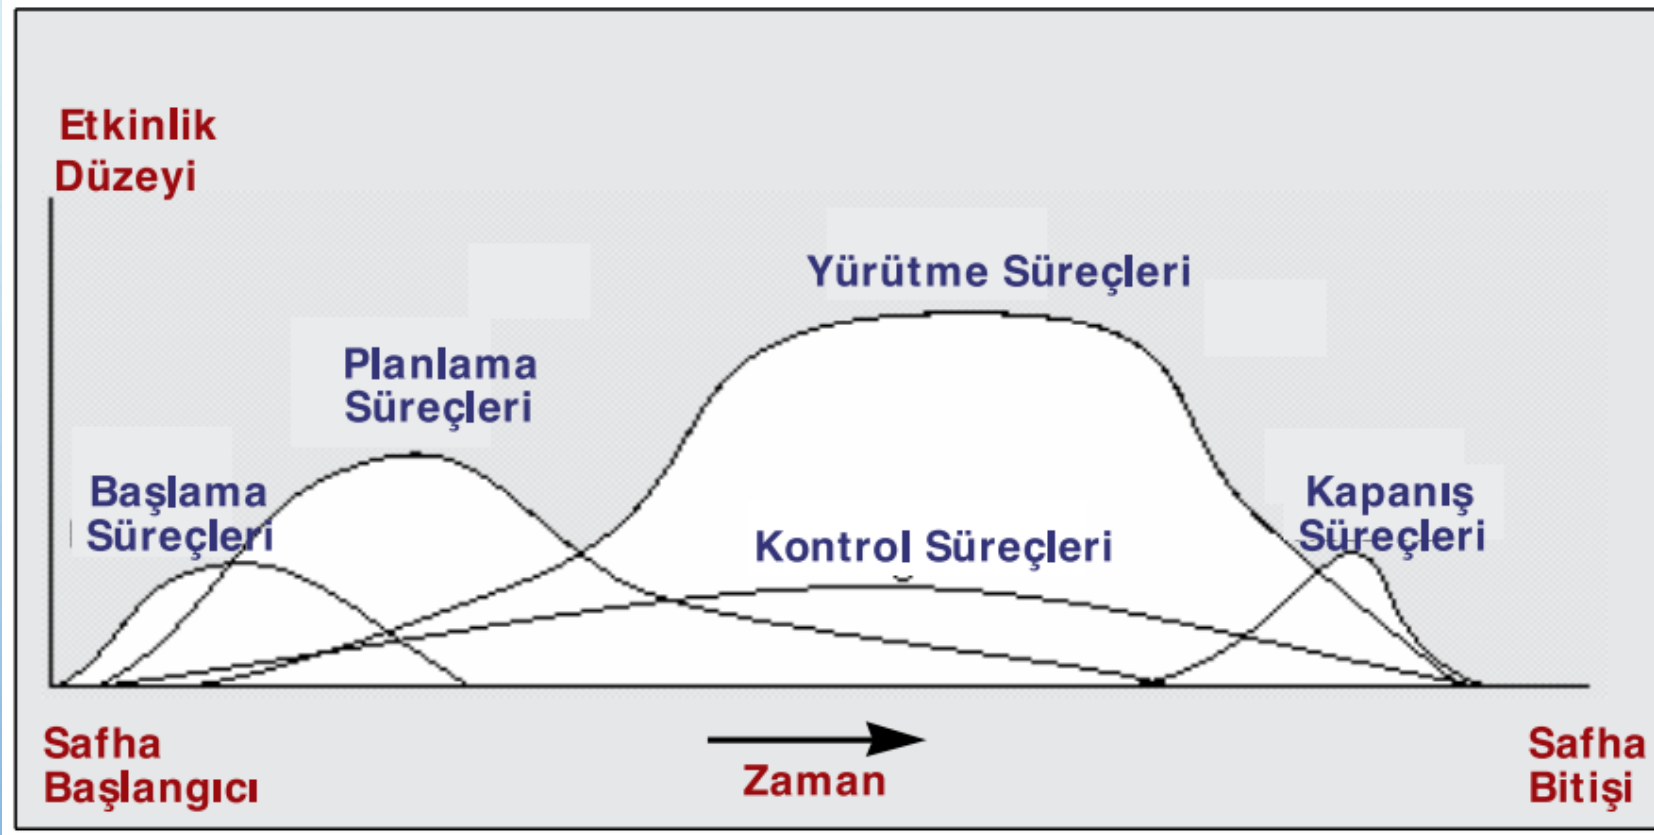 Etkinlik
Düzeyi
Yürütme Süreçleri
Planlama
Süreçleri
Başlama
Süreçleri
Kapanış
Süreçleri
Kontrol Süreçleri
Safha
Başlangıcı
Zaman
Safha
Bitişi